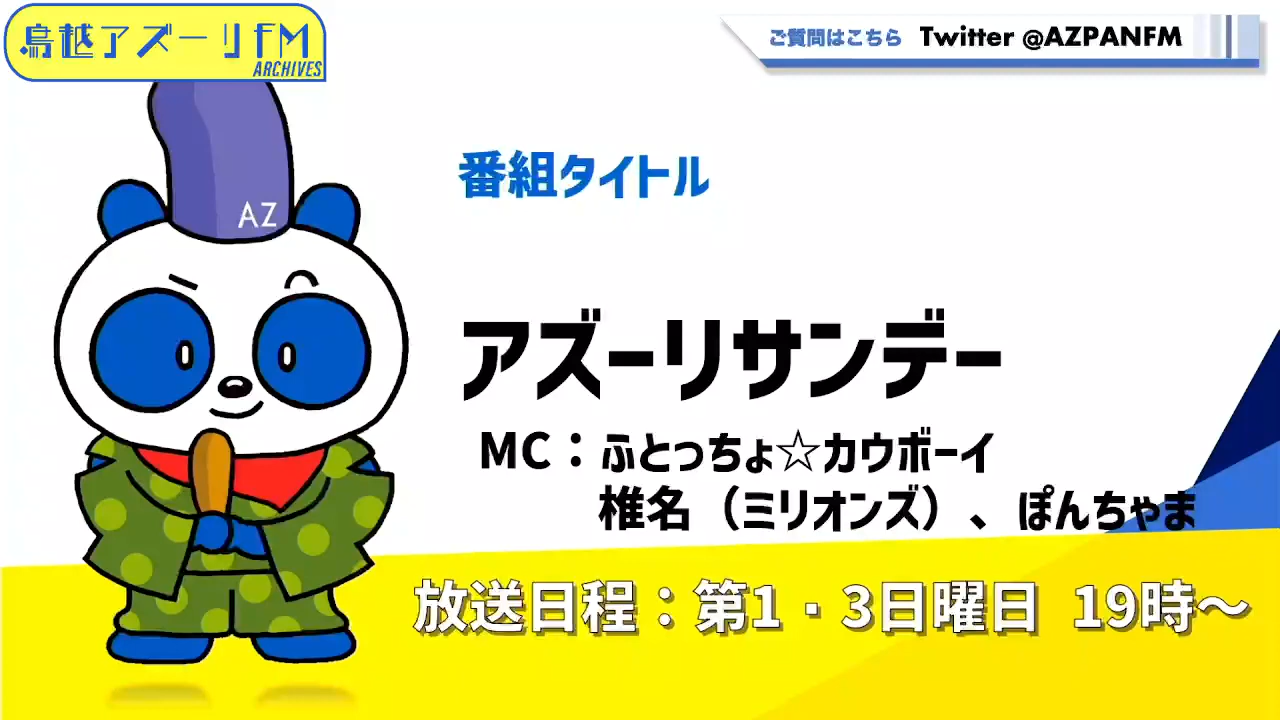 鳥越アズーリFM
ARCHIVES
ご質問はこちら Twitter @AZPANFM
AZ
番組タイトル
アズーリサンデー
MC：ふとっちょ☆カウボーイ
椎名（ミリオンズ）、ぽんちゃま
放送日程：第1・3日曜日 19時～